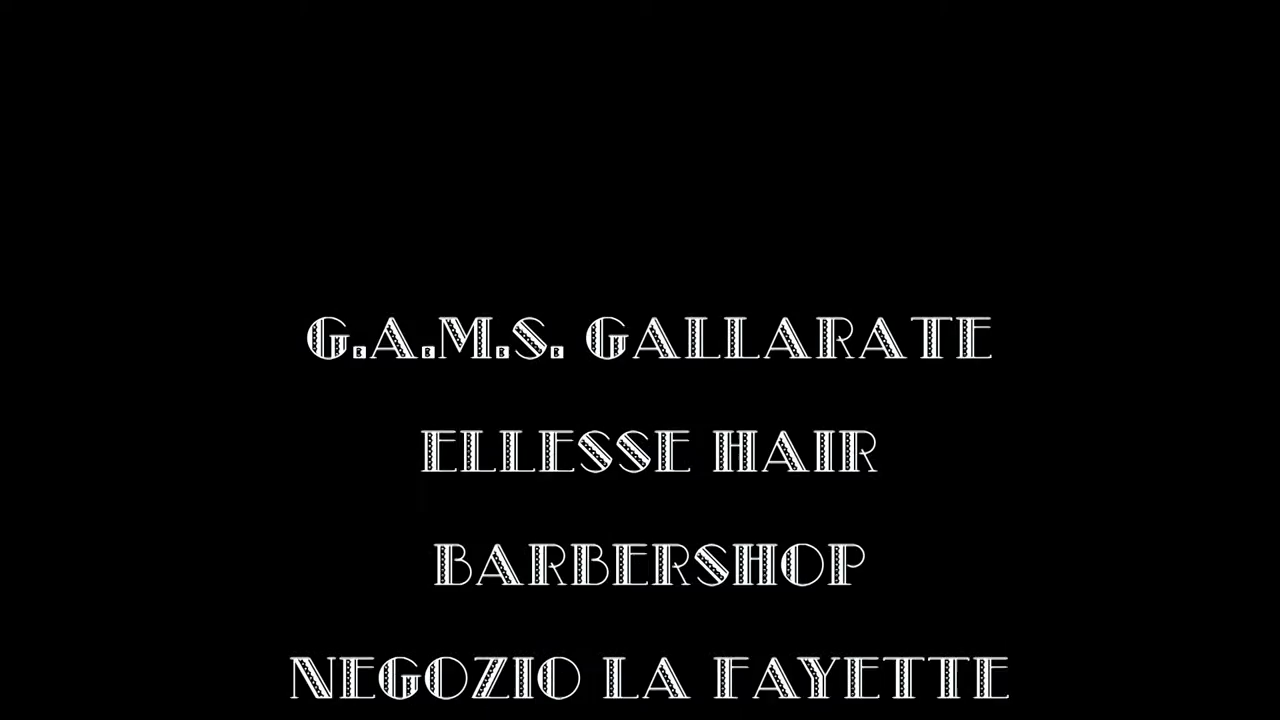 G.A.M.S. GALLARATE
ELLESSE HAIR
BARBERSHOP
NEGOZIO LA FAYETTE